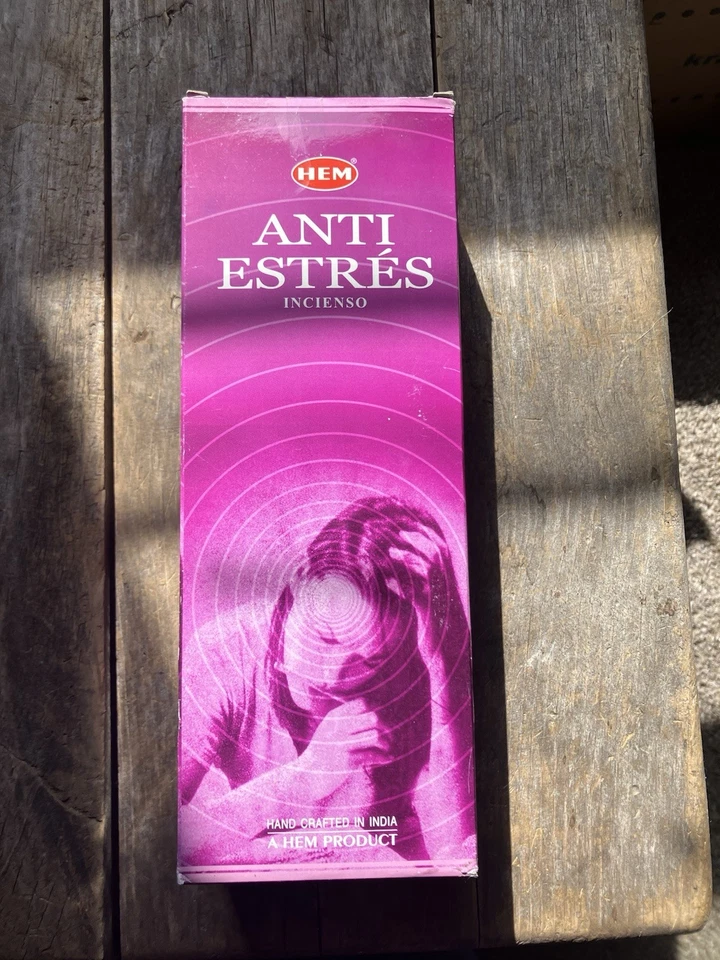 HEM®
ANTI
ESTRÉS
INCIENSO
HAND CRAFTED IN INDIA
A HEM PRODUCT